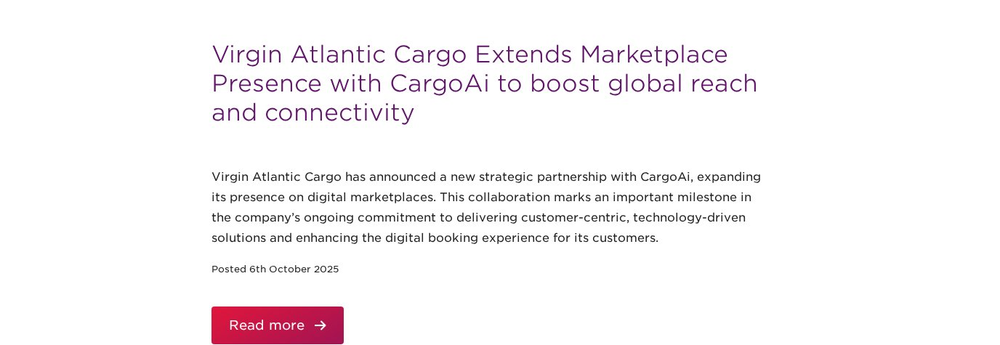 Virgin Atlantic Cargo Extends Marketplace
Presence with CargoAi to boost global reach
and connectivity
Virgin Atlantic Cargo has announced a new strategic partnership with CargoAi, expanding
its presence on digital marketplaces. This collaboration marks an important milestone in
the company’s ongoing commitment to delivering customer-centric, technology-driven
solutions and enhancing the digital booking experience for its customers.
Posted 6th October 2025
Read more